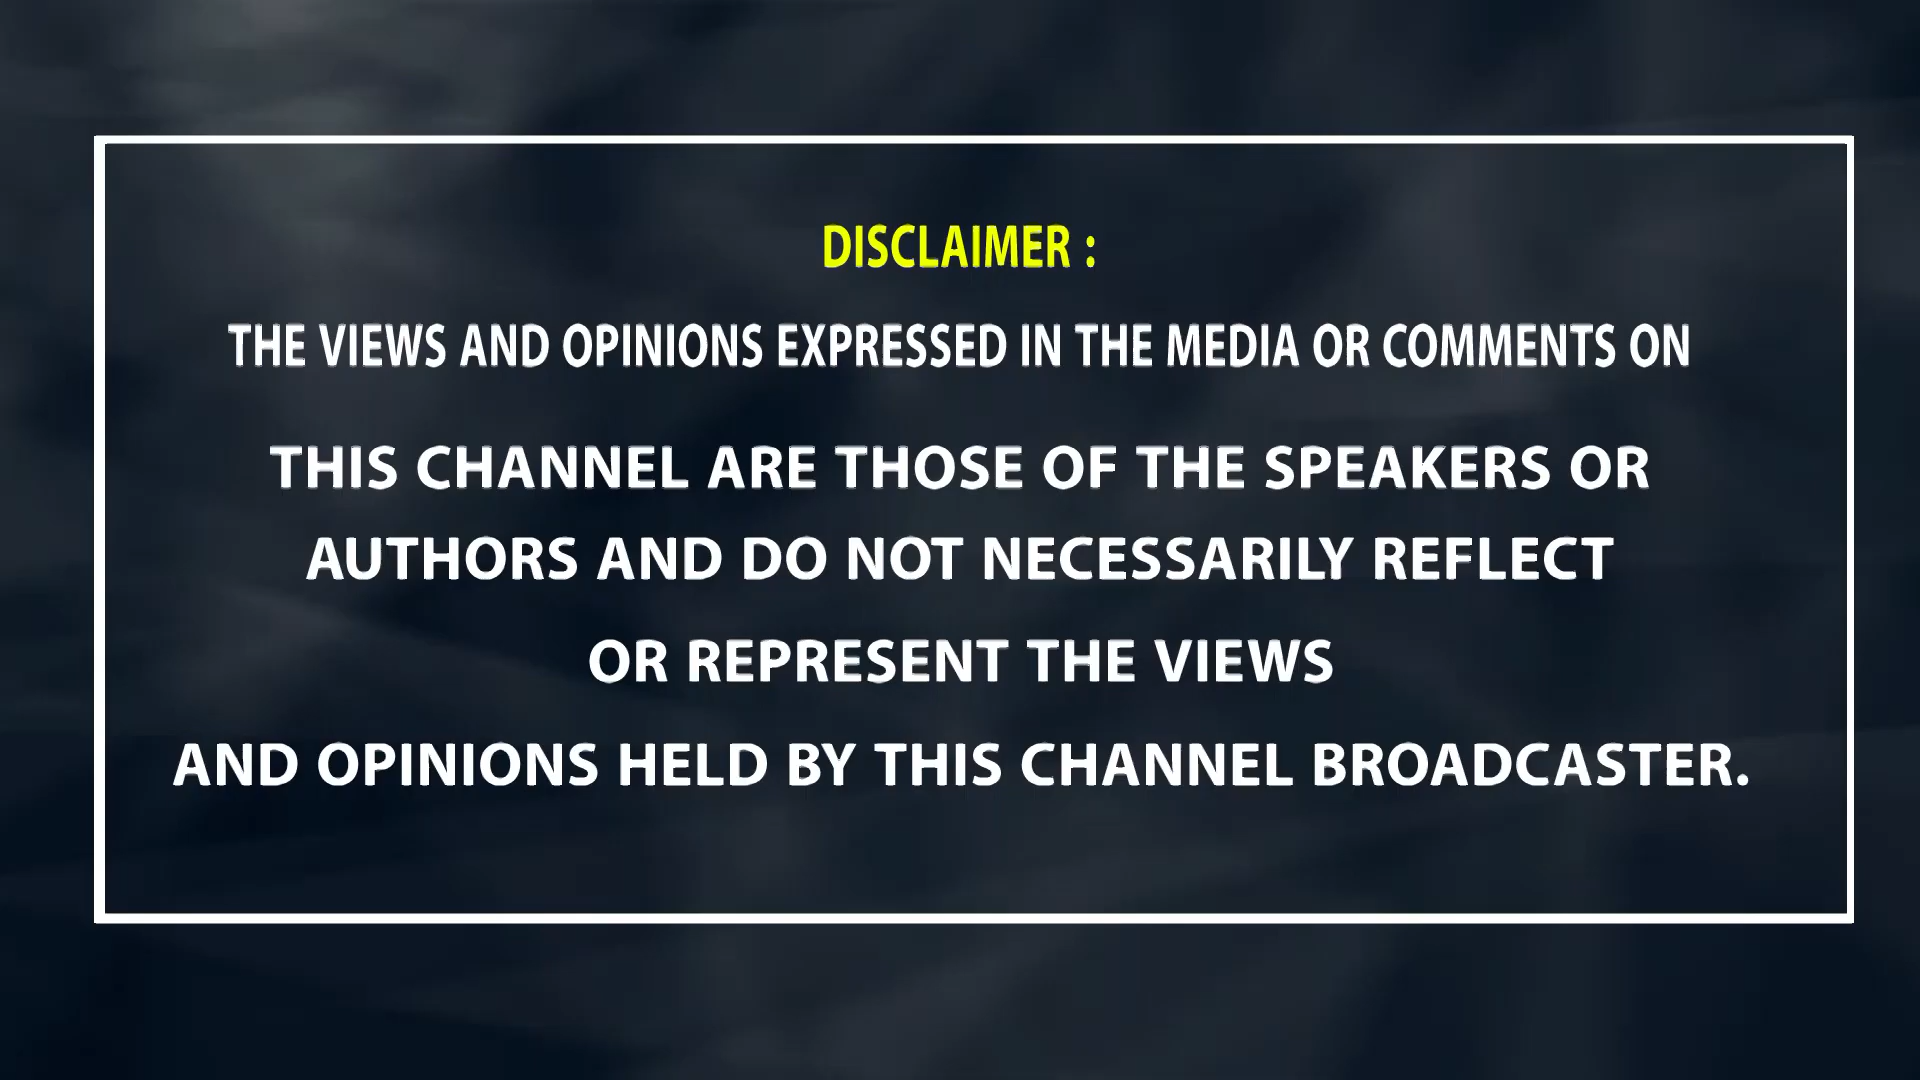 DISCLAIMER :
THE VIEWS AND OPINIONS EXPRESSED IN THE MEDIA OR COMMENTS ON
THIS CHANNEL ARE THOSE OF THE SPEAKERS OR
AUTHORS AND DO NOT NECESSARILY REFLECT
OR REPRESENT THE VIEWS
AND OPINIONS HELD BY THIS CHANNEL BROADCASTER.